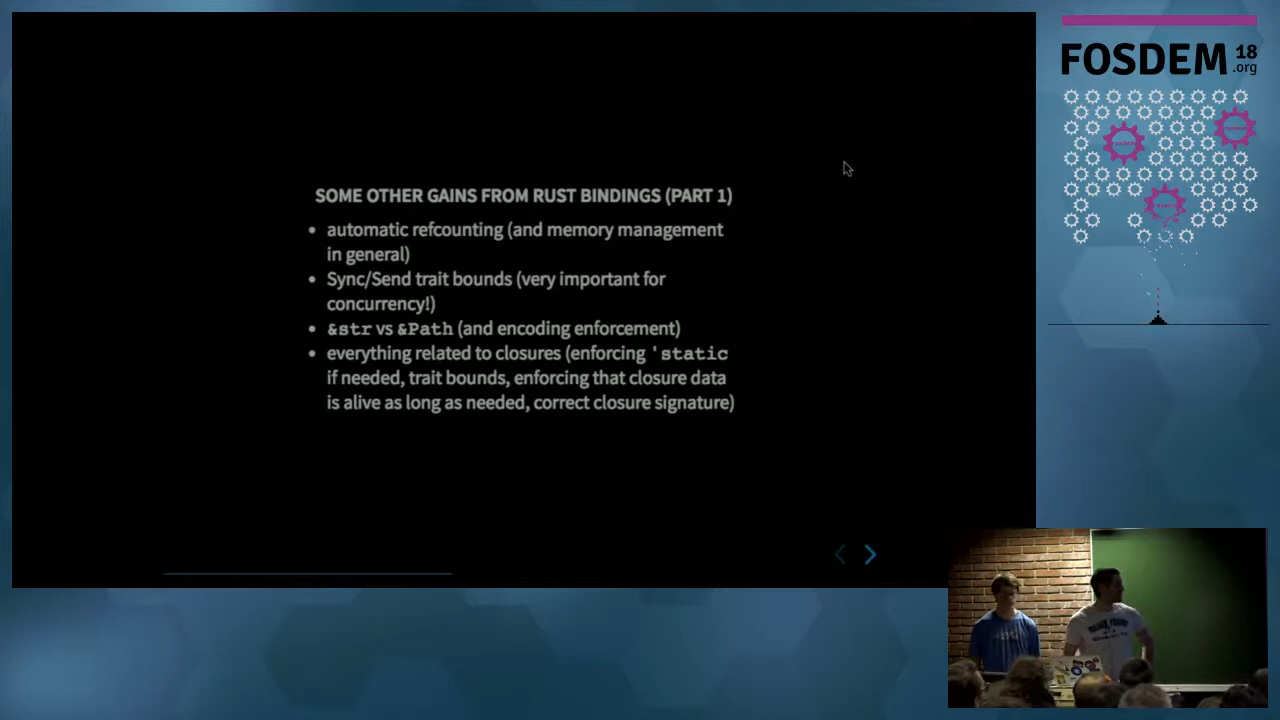 SOME OTHER GAINS FROM RUST BINDINGS (PART 1)
• automatic refcounting (and memory management
in general)
• Sync/Send trait bounds (very important for
concurrency!)
• &str vs &Path (and encoding enforcement)
• everything related to closures (enforcing 'static
if needed, trait bounds, enforcing that closure data
is alive as long as needed, correct closure signature)
FOSDEM 18
.org